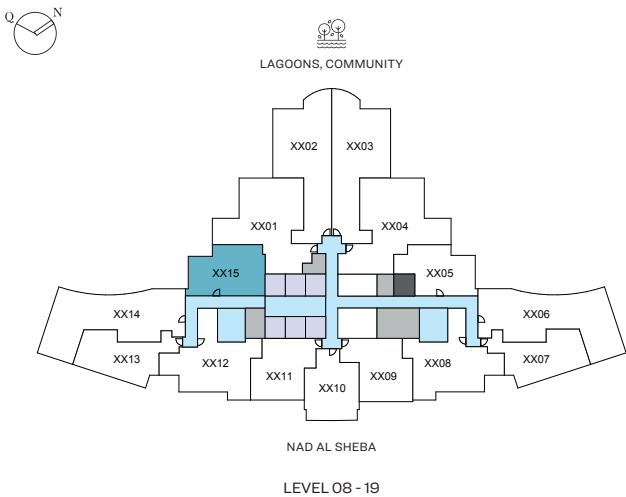 Q N
LAGOONS, COMMUNITY
XX02 XX03
XX01 XX04
XX15 XX05
XX14 XX06
XX13 XX12 XX08 XX07
XX11 XX10 XX09
NAD AL SHEBA
LEVEL 08 - 19